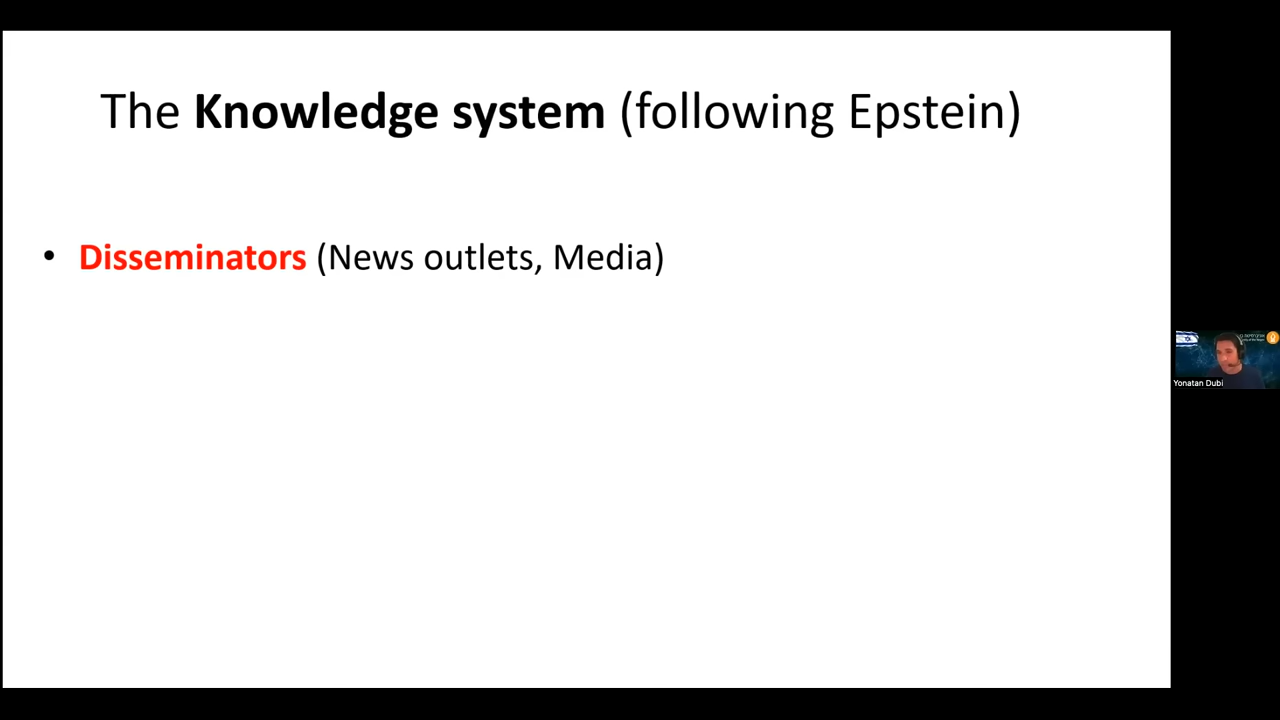 The Knowledge system (following Epstein)
• Disseminators (News outlets, Media)
Yonatan Dubi